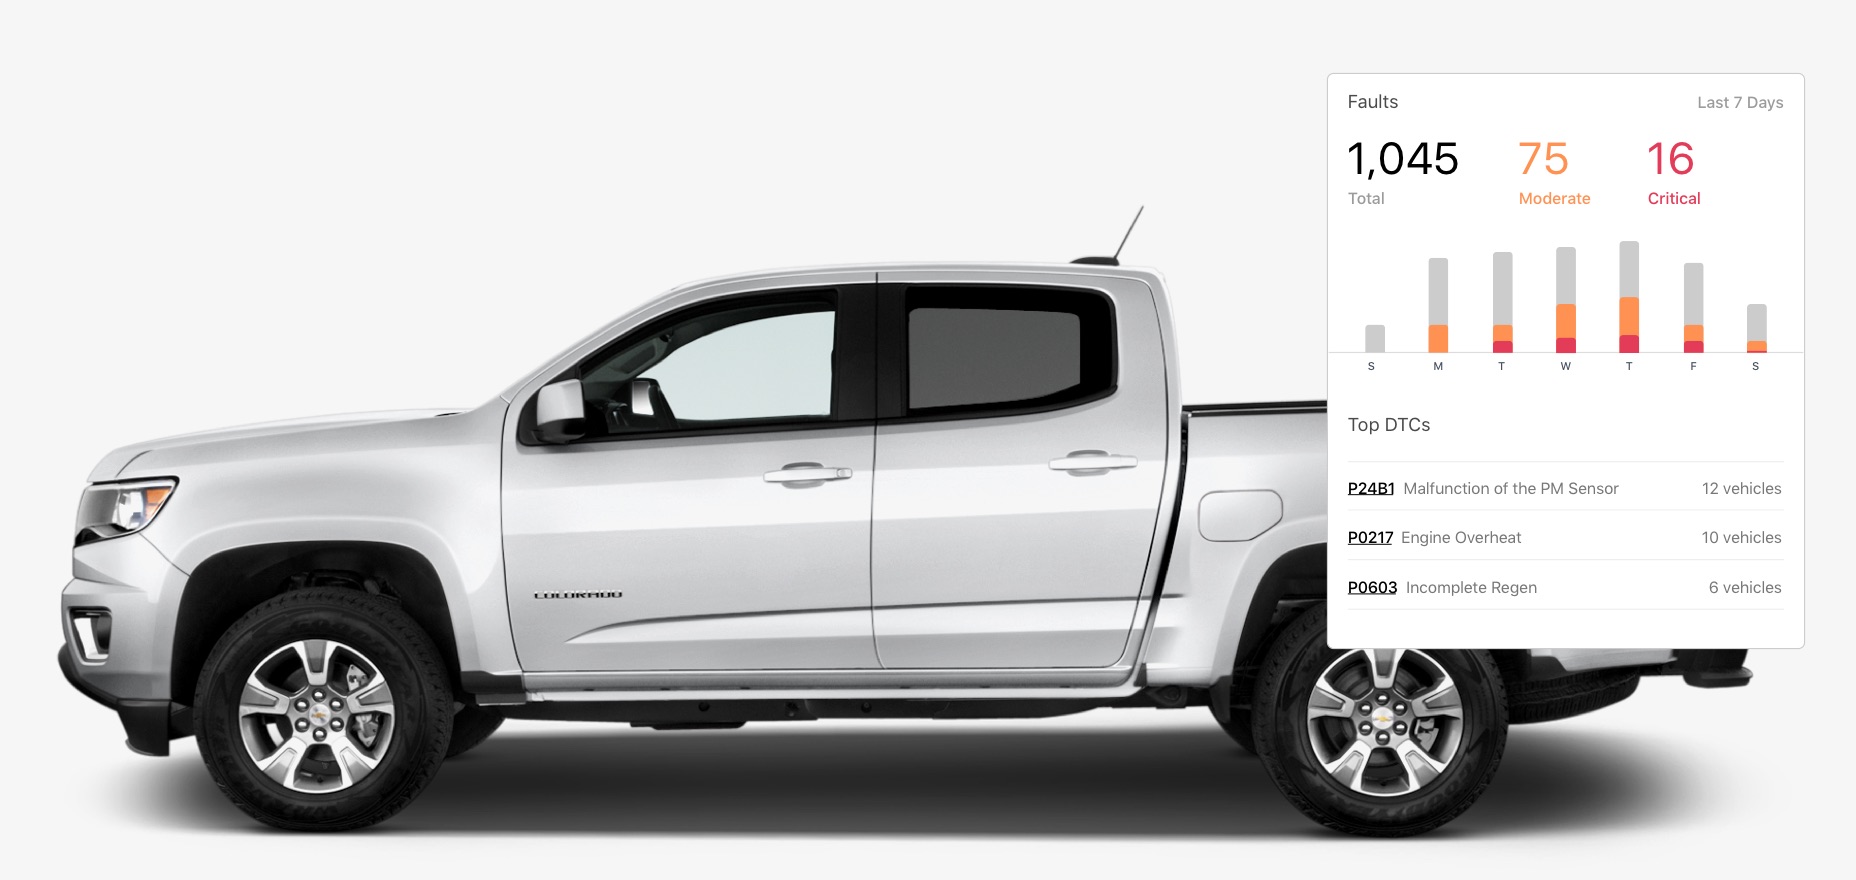 Faults Last 7 Days
1,045 75 16
Total Moderate Critical
S M T W T F S
Top DTCs
P24B1 Malfunction of the PM Sensor 12 vehicles
P0217 Engine Overheat 10 vehicles
P0603 Incomplete Regen 6 vehicles
COLORADO